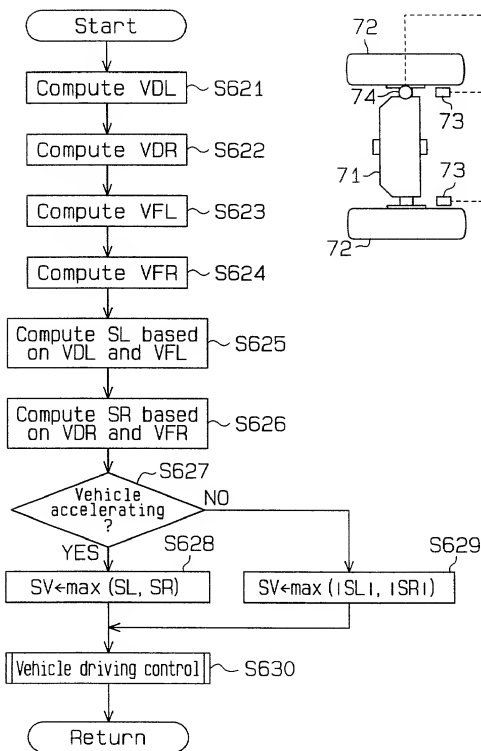 Start
Compute VDL
S621
Compute VDR
S622
Compute VFL
S623
Compute VFR
S624
Compute SL based
on VDL and VFL
S625
Compute SR based
on VDR and VFR
S626
S627
Vehicle
accelerating
?
NO
YES
S628
SV←max (SL, SR)
S629
SV←max (|SL|, |SR|)
Vehicle driving control
S630
Return
72
74
73
71
73
72